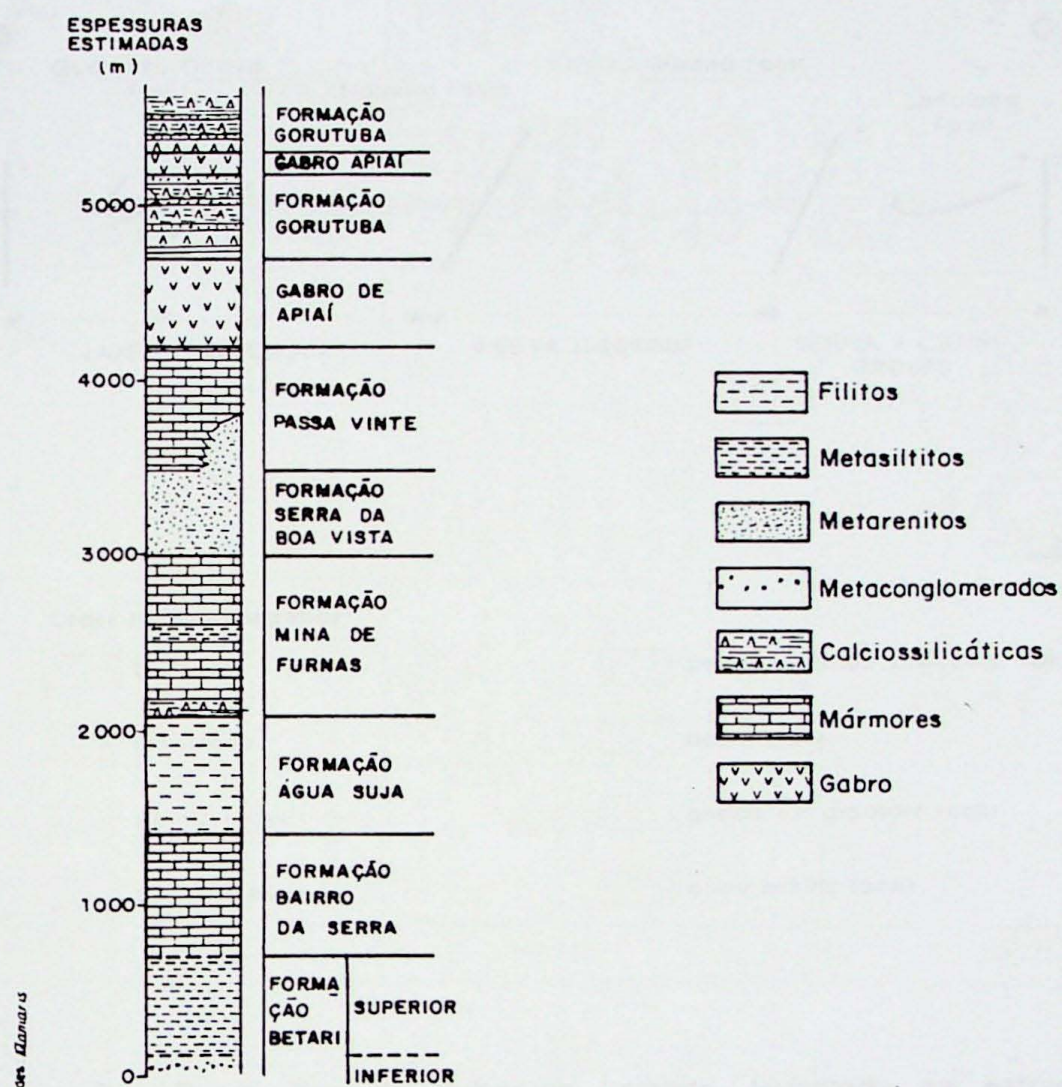 ESPESSURAS
ESTIMADAS
(m)
FORMAÇÃO
GORUTUBA
GABRO APIAÍ
5000
FORMAÇÃO
GORUTUBA
GABRO DE
APIAÍ
4000
FORMAÇÃO
PASSA VINTE
FORMAÇÃO
SERRA DA
BOA VISTA
3000
FORMAÇÃO
MINA DE
FURNAS
2000
FORMAÇÃO
ÁGUA SUJA
FORMAÇÃO
BAIRRO
DA SERRA
1000
FORMA
ÇÃO
BETARI
SUPERIOR
INFERIOR
0
Filitos
Metasiltitos
Metarenitos
Metaconglomerados
Calciossilicáticas
Mármores
Gabro
des Damaris